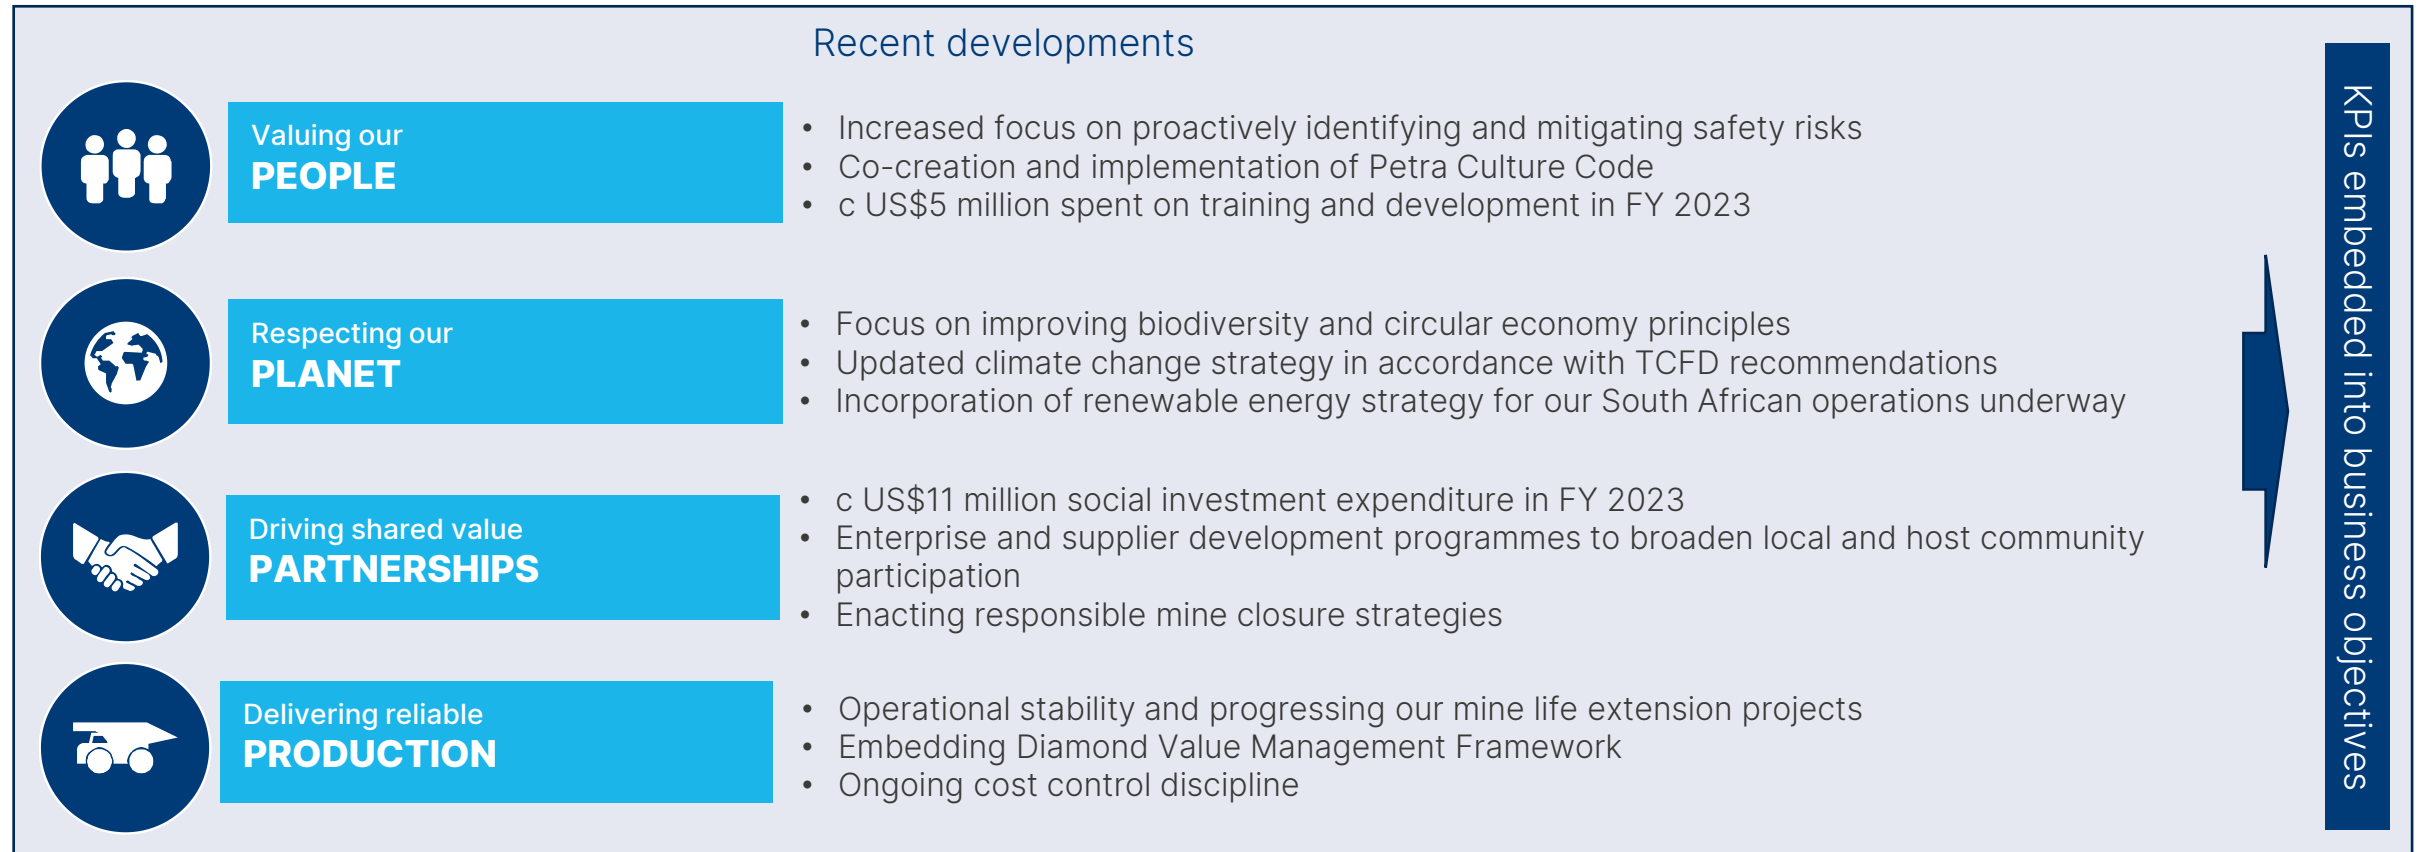 Recent developments
Valuing our
PEOPLE
• Increased focus on proactively identifying and mitigating safety risks
• Co-creation and implementation of Petra Culture Code
• c US$5 million spent on training and development in FY 2023
Respecting our
PLANET
• Focus on improving biodiversity and circular economy principles
• Updated climate change strategy in accordance with TCFD recommendations
• Incorporation of renewable energy strategy for our South African operations underway
Driving shared value
PARTNERSHIPS
• c US$11 million social investment expenditure in FY 2023
• Enterprise and supplier development programmes to broaden local and host community
participation
• Enacting responsible mine closure strategies
Delivering reliable
PRODUCTION
• Operational stability and progressing our mine life extension projects
• Embedding Diamond Value Management Framework
• Ongoing cost control discipline
KPIs embedded into business objectives